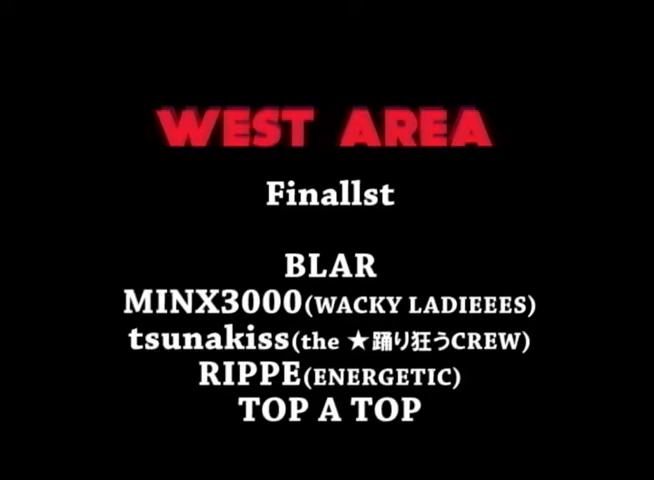 WEST AREA
Finallst
BLAR
MINX3000(WACKY LADIEEES)
tsunakiss(the ★踊り狂うCREW)
RIPPE(ENERGETIC)
TOP A TOP